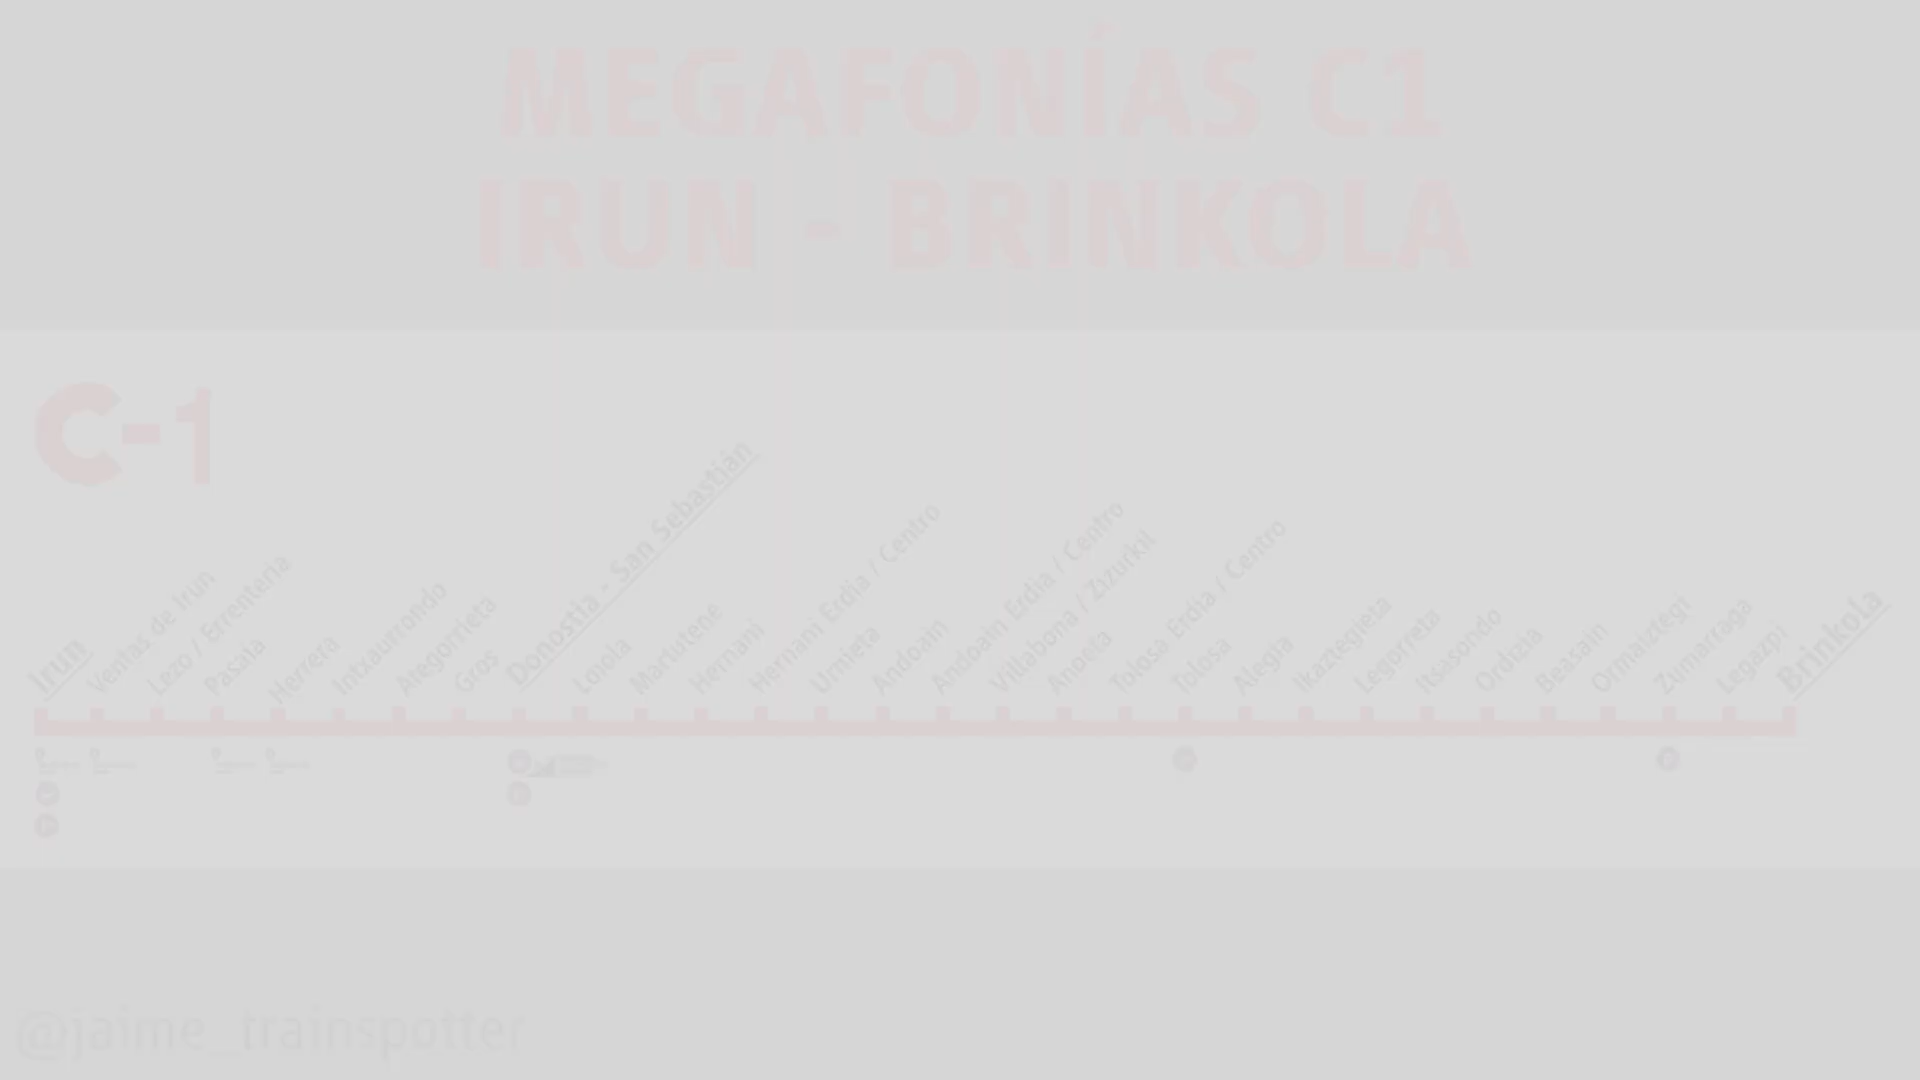 MEGAFONÍAS C1
IRUN - BRINKOLA
C-1
Irun
Ventas de Irun
Lezo / Errenteria
Pasaia
Herrera
Intxaurrondo
Ategorrieta
Gros
Donostia - San Sebastián
Loiola
Martutene
Hernani
Hernani Erdia / Centro
Urnieta
Andoain
Andoain Erdia / Centro
Villabona / Zizurkil
Anoeta
Tolosa Erdia / Centro
Tolosa
Alegia
Ikaztegieta
Legorreta
Itsasondo
Ordizia
Beasain
Ormaiztegi
Zumarraga
Legazpi
Brinkola
@jaime_trainspotter